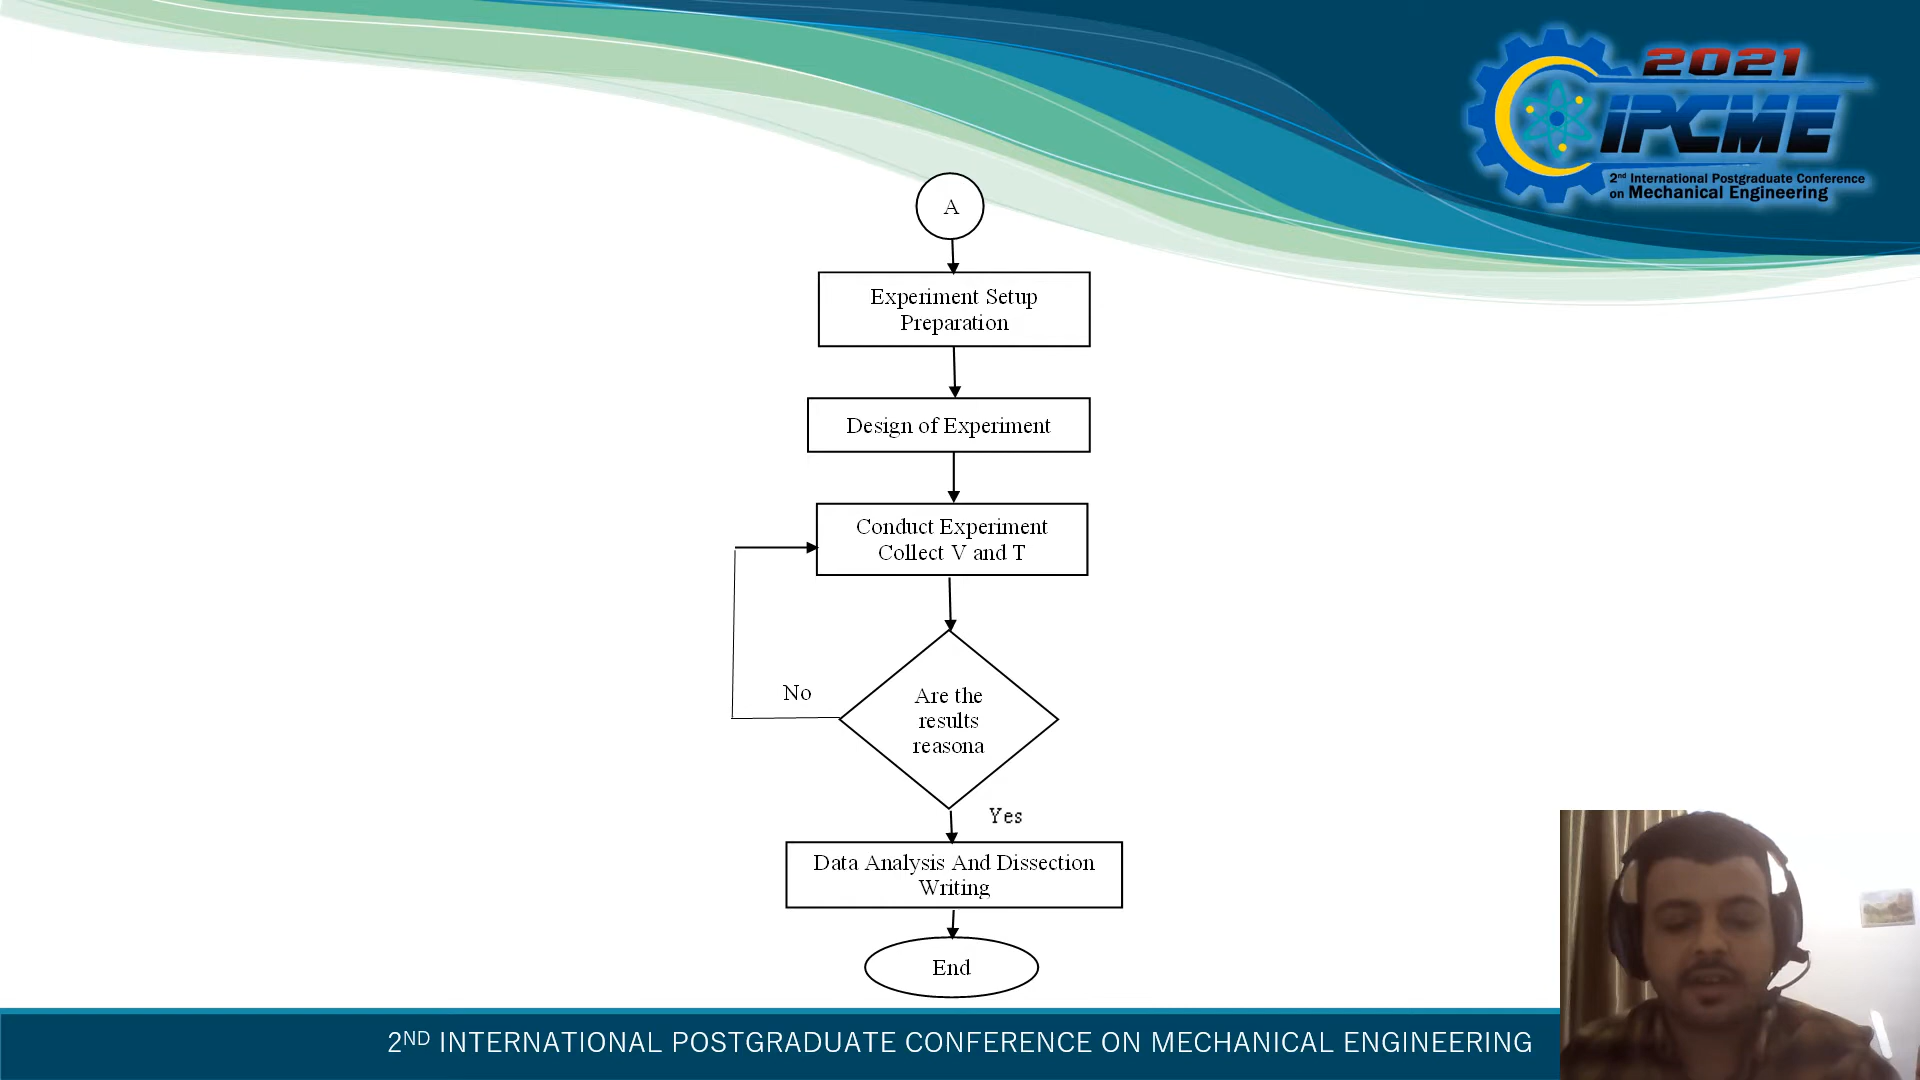 2021
IPCME
2nd International Postgraduate Conference
on Mechanical Engineering
A
Experiment Setup
Preparation
Design of Experiment
Conduct Experiment
Collect V and T
Are the
results
reasona
No
Yes
Data Analysis And Dissection
Writing
End
2ND INTERNATIONAL POSTGRADUATE CONFERENCE ON MECHANICAL ENGINEERING